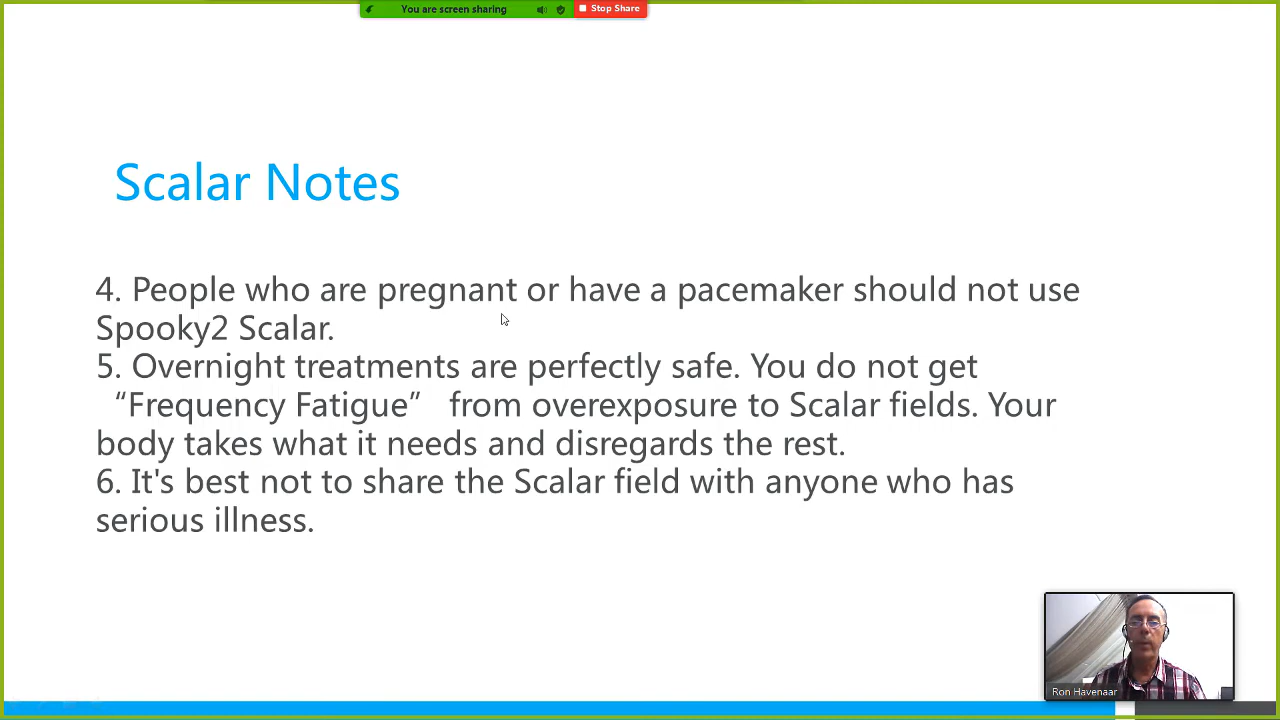 You are screen sharing
Stop Share
Scalar Notes
4. People who are pregnant or have a pacemaker should not use
Spooky2 Scalar.
5. Overnight treatments are perfectly safe. You do not get
“Frequency Fatigue” from overexposure to Scalar fields. Your
body takes what it needs and disregards the rest.
6. It's best not to share the Scalar field with anyone who has
serious illness.
Ron Havenaar